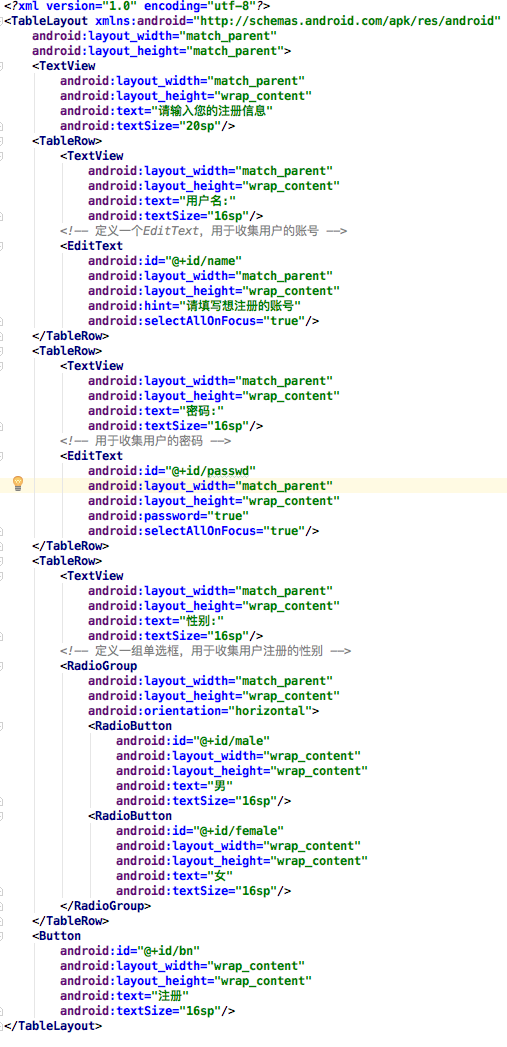 <?xml version="1.0" encoding="utf-8"?>
<TableLayout xmlns:android="http://schemas.android.com/apk/res/android"
    android:layout_width="match_parent"
    android:layout_height="match_parent">
    <TextView
        android:layout_width="match_parent"
        android:layout_height="wrap_content"
        android:text="请输入您的注册信息"
        android:textSize="20sp"/>
    <TableRow>
        <TextView
            android:layout_width="match_parent"
            android:layout_height="wrap_content"
            android:text="用户名:"
            android:textSize="16sp"/>
        <!-- 定义一个EditText，用于收集用户的账号 -->
        <EditText
            android:id="@+id/name"
            android:layout_width="match_parent"
            android:layout_height="wrap_content"
            android:hint="请填写想注册的账号"
            android:selectAllOnFocus="true"/>
    </TableRow>
    <TableRow>
        <TextView
            android:layout_width="match_parent"
            android:layout_height="wrap_content"
            android:text="密码:"
            android:textSize="16sp"/>
        <!-- 用于收集用户的密码 -->
        <EditText
            android:id="@+id/passwd"
            android:layout_width="match_parent"
            android:layout_height="wrap_content"
            android:password="true"
            android:selectAllOnFocus="true"/>
    </TableRow>
    <TableRow>
        <TextView
            android:layout_width="match_parent"
            android:layout_height="wrap_content"
            android:text="性别:"
            android:textSize="16sp"/>
        <!-- 定义一组单选框，用于收集用户注册的性别 -->
        <RadioGroup
            android:layout_width="match_parent"
            android:layout_height="wrap_content"
            android:orientation="horizontal">
            <RadioButton
                android:id="@+id/male"
                android:layout_width="wrap_content"
                android:layout_height="wrap_content"
                android:text="男"
                android:textSize="16sp"/>
            <RadioButton
                android:id="@+id/female"
                android:layout_width="wrap_content"
                android:layout_height="wrap_content"
                android:text="女"
                android:textSize="16sp"/>
        </RadioGroup>
    </TableRow>
    <Button
        android:id="@+id/bn"
        android:layout_width="wrap_content"
        android:layout_height="wrap_content"
        android:text="注册"
        android:textSize="16sp"/>
</TableLayout>